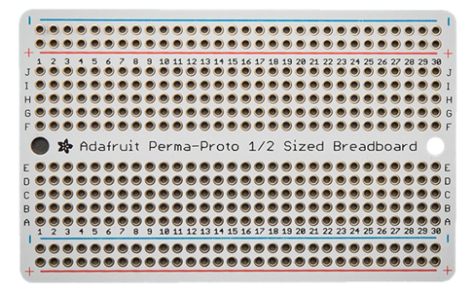 − −
+ +
1 2 3 4 5 6 7 8 9 10 11 12 13 14 15 16 17 18 19 20 21 22 23 24 25 26 27 28 29 30
J J
I I
H H
G G
F F
Adafruit Perma-Proto 1/2 Sized Breadboard
E E
D D
C C
B B
A A
1 2 3 4 5 6 7 8 9 10 11 12 13 14 15 16 17 18 19 20 21 22 23 24 25 26 27 28 29 30
− −
+ +